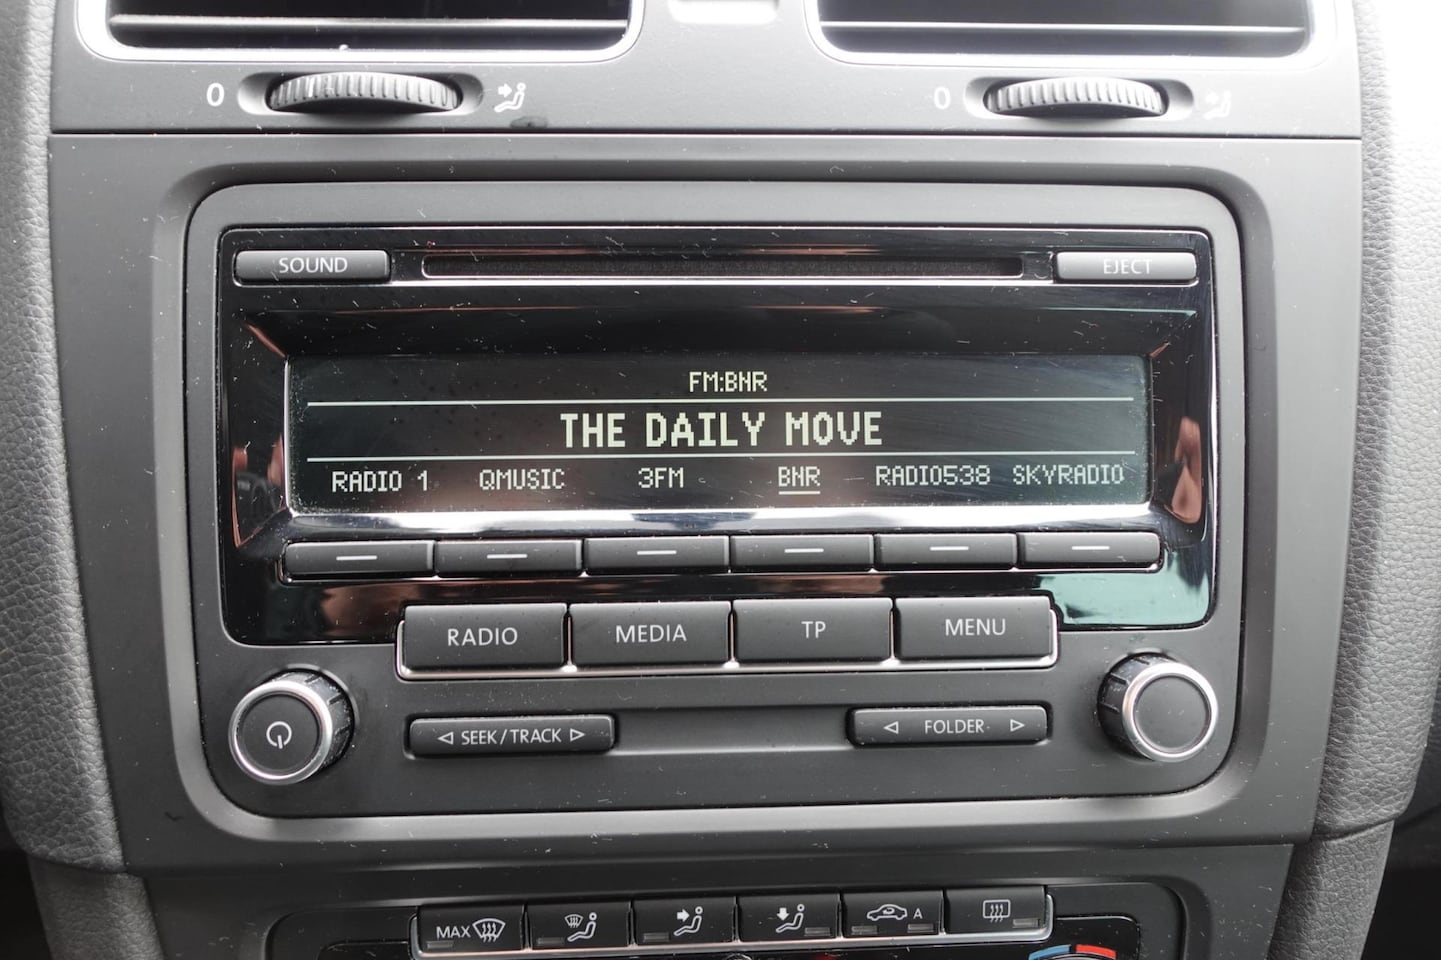 0 0
SOUND EJECT
FM:BNR
THE DAILY MOVE
RADIO 1 QMUSIC 3FM BNR RADIO538 SKYRADIO
RADIO MEDIA TP MENU
◁ SEEK/TRACK ▷ ◁ FOLDER ▷
MAX A